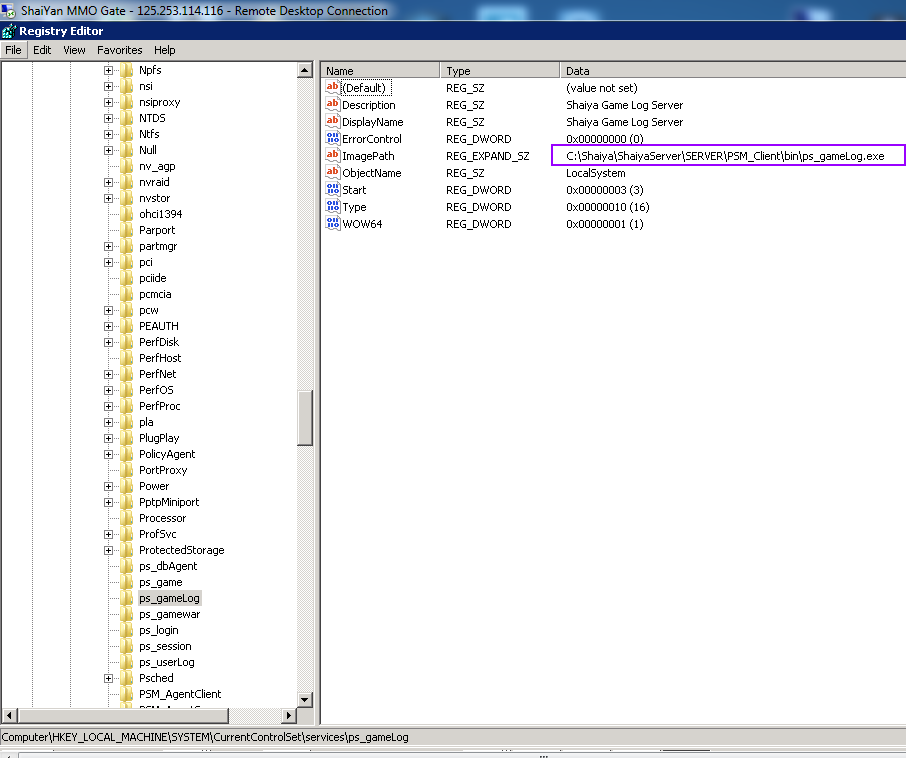 ShaiYan MMO Gate - 125.253.114.116 - Remote Desktop Connection
Registry Editor
File Edit View Favorites Help
Npfs
nsi
nsiproxy
NTDS
Ntfs
Null
nv_agp
nvraid
nvstor
ohci1394
Parport
partmgr
pci
pciide
pcmcia
pcw
PEAUTH
PerfDisk
PerfHost
PerfNet
PerfOS
PerfProc
pla
PlugPlay
PolicyAgent
PortProxy
Power
PptpMiniport
Processor
ProfSvc
ProtectedStorage
ps_dbAgent
ps_game
ps_gameLog
ps_gamewar
ps_login
ps_session
ps_userLog
Psched
PSM_AgentClient
Name Type Data
(Default) REG_SZ (value not set)
Description REG_SZ Shaiya Game Log Server
DisplayName REG_SZ Shaiya Game Log Server
ErrorControl REG_DWORD 0x00000000 (0)
ImagePath REG_EXPAND_SZ C:\Shaiya\ShaiyaServer\SERVER\PSM_Client\bin\ps_gameLog.exe
ObjectName REG_SZ LocalSystem
Start REG_DWORD 0x00000003 (3)
Type REG_DWORD 0x00000010 (16)
WOW64 REG_DWORD 0x00000001 (1)
Computer\HKEY_LOCAL_MACHINE\SYSTEM\CurrentControlSet\services\ps_gameLog